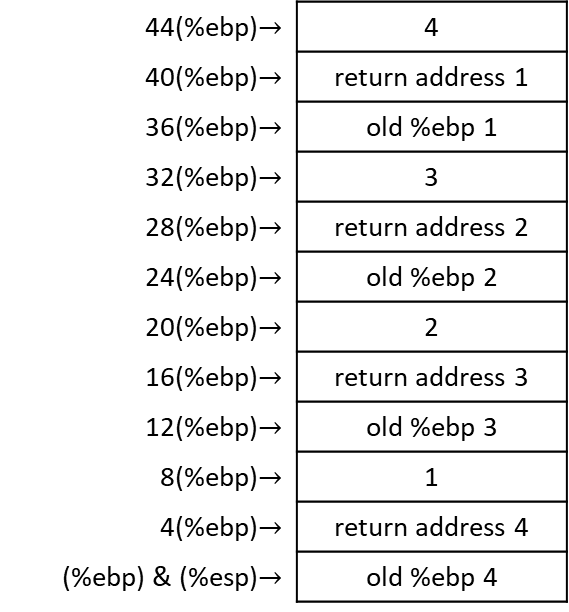 44(%ebp)→ 4
40(%ebp)→ return address 1
36(%ebp)→ old %ebp 1
32(%ebp)→ 3
28(%ebp)→ return address 2
24(%ebp)→ old %ebp 2
20(%ebp)→ 2
16(%ebp)→ return address 3
12(%ebp)→ old %ebp 3
8(%ebp)→ 1
4(%ebp)→ return address 4
(%ebp) & (%esp)→ old %ebp 4